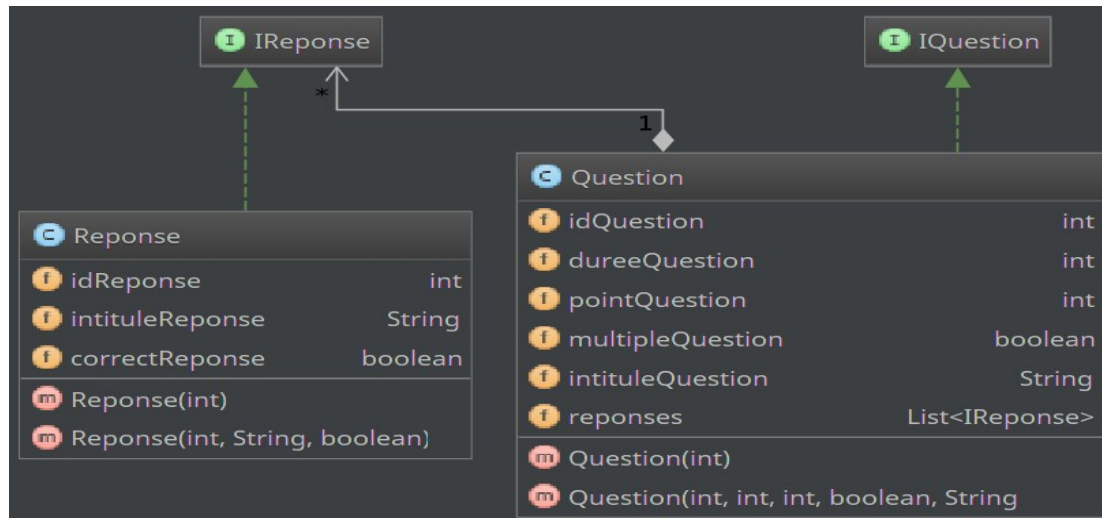 I IReponse
I IQuestion
*
1
C Reponse
f idReponse int
f intituleReponse String
f correctReponse boolean
m Reponse(int)
m Reponse(int, String, boolean)
C Question
f idQuestion int
f dureeQuestion int
f pointQuestion int
f multipleQuestion boolean
f intituleQuestion String
f reponses List<IReponse>
m Question(int)
m Question(int, int, int, boolean, String